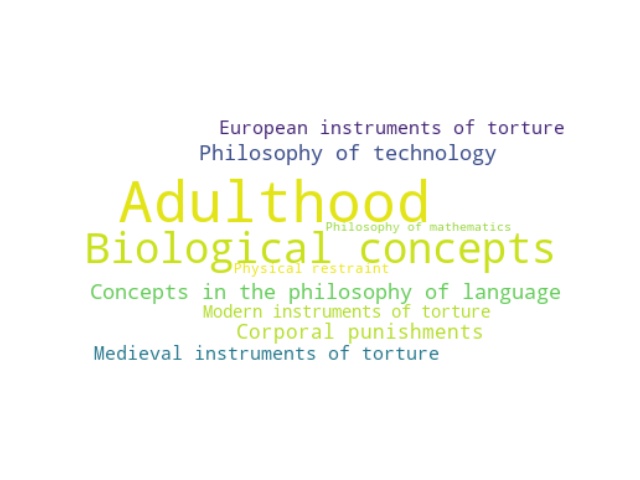 European instruments of torture
Philosophy of technology
Adulthood
Philosophy of mathematics
Biological concepts
Physical restraint
Concepts in the philosophy of language
Modern instruments of torture
Corporal punishments
Medieval instruments of torture